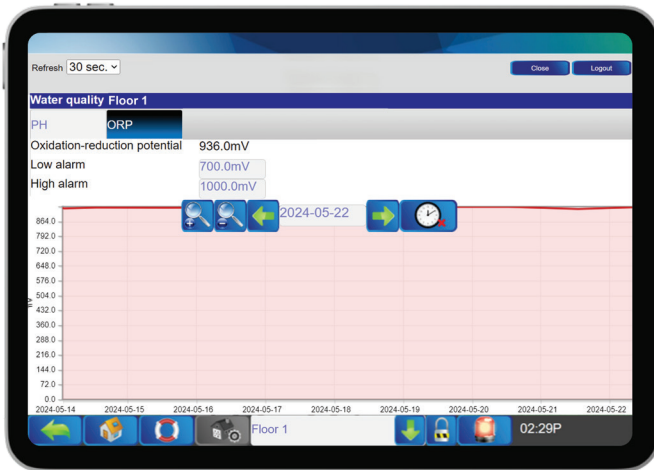 Refresh 30 sec.
Close Logout
Water quality Floor 1
PH ORP
Oxidation-reduction potential 936.0mV
Low alarm 700.0mV
High alarm 1000.0mV
2024-05-22
864.0
792.0
720.0
648.0
576.0
504.0
432.0
360.0
288.0
216.0
144.0
72.0
0.0
mV
2024-05-14 2024-05-15 2024-05-16 2024-05-17 2024-05-18 2024-05-19 2024-05-20 2024-05-21 2024-05-22
Floor 1 02:29P